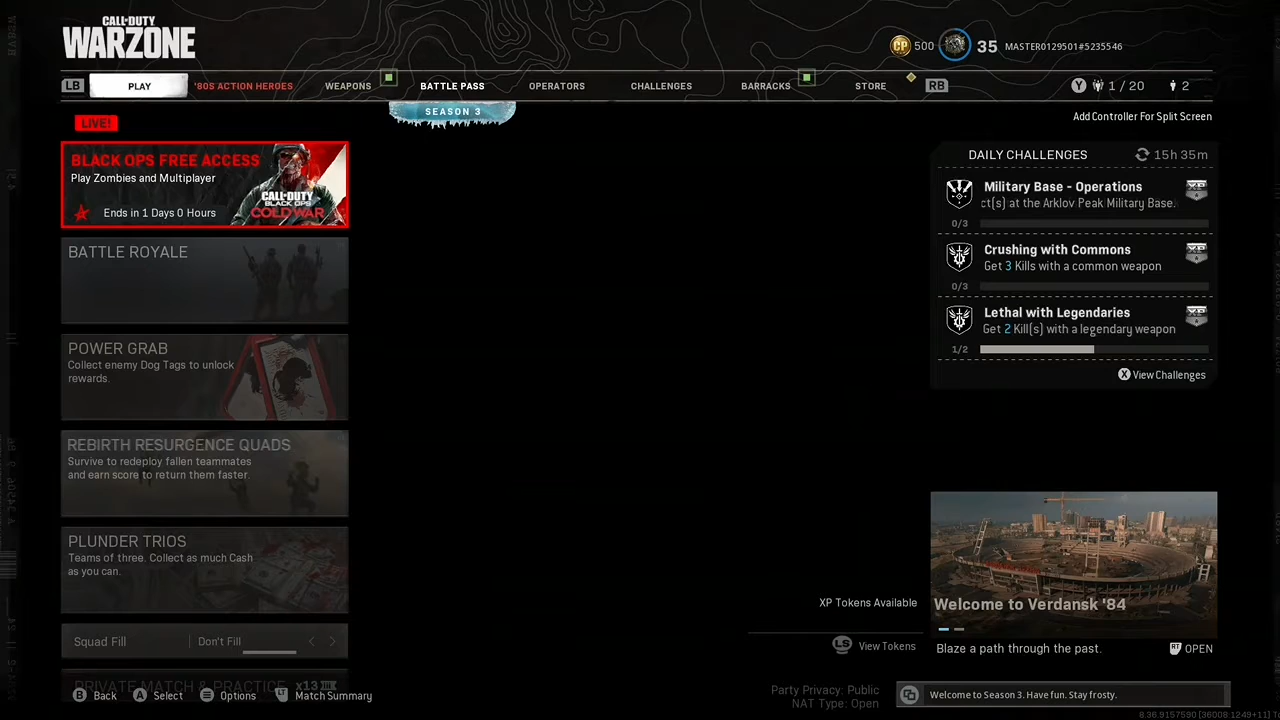 CALL OF DUTY
WARZONE
CP 500 35 MASTER0129501#5235546
LB PLAY '80S ACTION HEROES WEAPONS BATTLE PASS OPERATORS CHALLENGES BARRACKS STORE RB Y 1 / 20 2
SEASON 3
Add Controller For Split Screen
LIVE!
BLACK OPS FREE ACCESS
Play Zombies and Multiplayer
CALL OF DUTY
BLACK OPS
COLD WAR
Ends in 1 Days 0 Hours
BATTLE ROYALE
POWER GRAB
Collect enemy Dog Tags to unlock
rewards.
REBIRTH RESURGENCE QUADS
Survive to redeploy fallen teammates
and earn score to return them faster.
PLUNDER TRIOS
Teams of three. Collect as much Cash
as you can.
Squad Fill Don't Fill
PRIVATE MATCH & PRACTICE x13
B Back A Select Options LT Match Summary
DAILY CHALLENGES 15h 35m
Military Base - Operations
ct(s) at the Arklov Peak Military Base.
0/3
Crushing with Commons
Get 3 Kills with a common weapon
0/3
Lethal with Legendaries
Get 2 Kill(s) with a legendary weapon
1/2
X View Challenges
XP Tokens Available
LS View Tokens
Welcome to Verdansk '84
Blaze a path through the past. RT OPEN
Party Privacy: Public
NAT Type: Open
Welcome to Season 3. Have fun. Stay frosty.